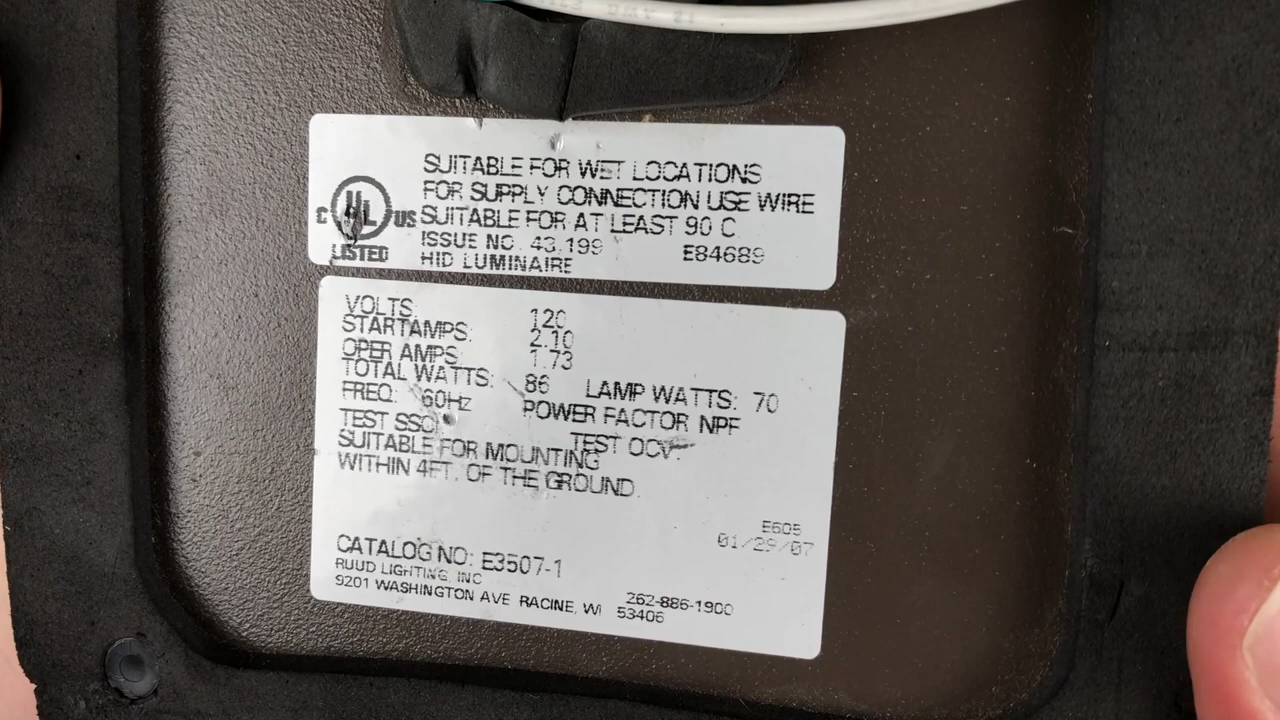 SUITABLE FOR WET LOCATIONS
FOR SUPPLY CONNECTION USE WIRE
SUITABLE FOR AT LEAST 90 C
ISSUE NO. 43,199 E84689
HID LUMINAIRE
C UL US
LISTED
VOLTS: 120
STARTAMPS: 2.10
OPER AMPS: 1.73
TOTAL WATTS: 86 LAMP WATTS: 70
FREQ: 60Hz POWER FACTOR NPF
TEST SSC: TEST OCV:
SUITABLE FOR MOUNTING
WITHIN 4FT. OF THE GROUND.
E605
01/29/07
CATALOG NO: E3507-1
RUUD LIGHTING, INC 262-886-1900
9201 WASHINGTON AVE RACINE, WI 53406